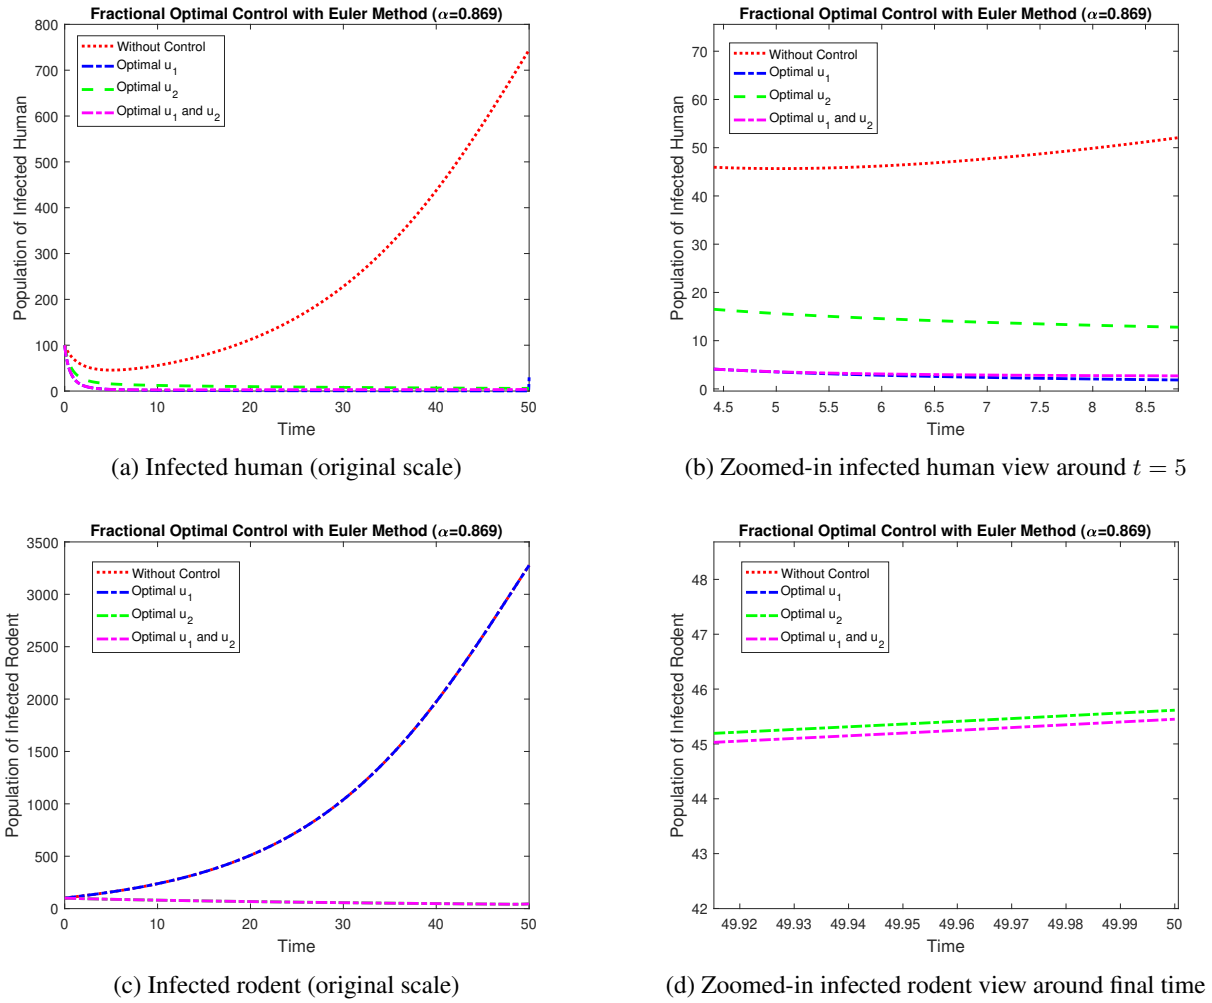 Fractional Optimal Control with Euler Method (α=0.869)
800
700
600
500
400
300
200
100
0
Population of Infected Human
Without Control
Optimal u₁
Optimal u₂
Optimal u₁ and u₂
0 10 20 30 40 50
Time
(a) Infected human (original scale)
Fractional Optimal Control with Euler Method (α=0.869)
70
60
50
40
30
20
10
0
Population of Infected Human
Without Control
Optimal u₁
Optimal u₂
Optimal u₁ and u₂
4.5 5 5.5 6 6.5 7 7.5 8 8.5
Time
(b) Zoomed-in infected human view around t = 5
Fractional Optimal Control with Euler Method (α=0.869)
3500
3000
2500
2000
1500
1000
500
0
Population of Infected Rodent
Without Control
Optimal u₁
Optimal u₂
Optimal u₁ and u₂
0 10 20 30 40 50
Time
(c) Infected rodent (original scale)
Fractional Optimal Control with Euler Method (α=0.869)
48
47
46
45
44
43
42
Population of Infected Rodent
Without Control
Optimal u₁
Optimal u₂
Optimal u₁ and u₂
49.92 49.93 49.94 49.95 49.96 49.97 49.98 49.99 50
Time
(d) Zoomed-in infected rodent view around final time